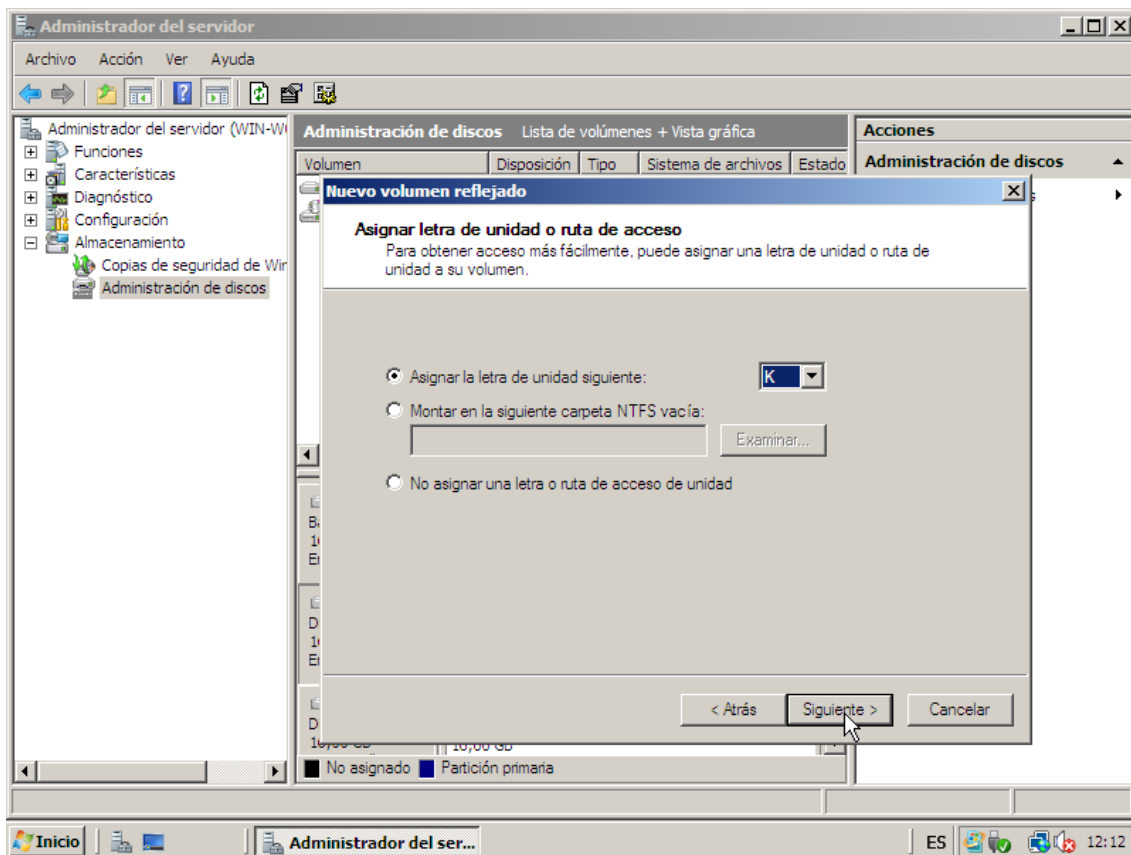 Administrador del servidor
Archivo Acción Ver Ayuda
Administrador del servidor (WIN-W
Funciones
Características
Diagnóstico
Configuración
Almacenamiento
Copias de seguridad de Wir
Administración de discos
Administración de discos Lista de volúmenes + Vista gráfica
Volumen Disposición Tipo Sistema de archivos Estado
Acciones
Administración de discos
Nuevo volumen reflejado
Asignar letra de unidad o ruta de acceso
Para obtener acceso más fácilmente, puede asignar una letra de unidad o ruta de
unidad a su volumen.
Asignar la letra de unidad siguiente: K
Montar en la siguiente carpeta NTFS vacía:
Examinar...
No asignar una letra o ruta de acceso de unidad
< Atrás Siguiente > Cancelar
No asignado Partición primaria
Inicio Administrador del ser... ES 12:12